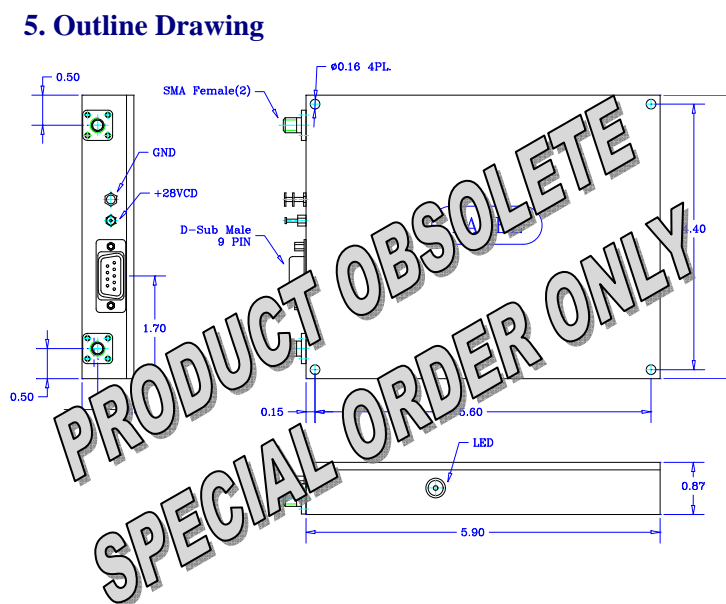 5. Outline Drawing
0.50
ø0.16 4PL.
SMA Female(2)
GND
+28VCD
D-Sub Male
9 PIN
1.70
0.50
0.15
LED
0.87
5.90
PRODUCT OBSOLETE
SPECIAL ORDER ONLY